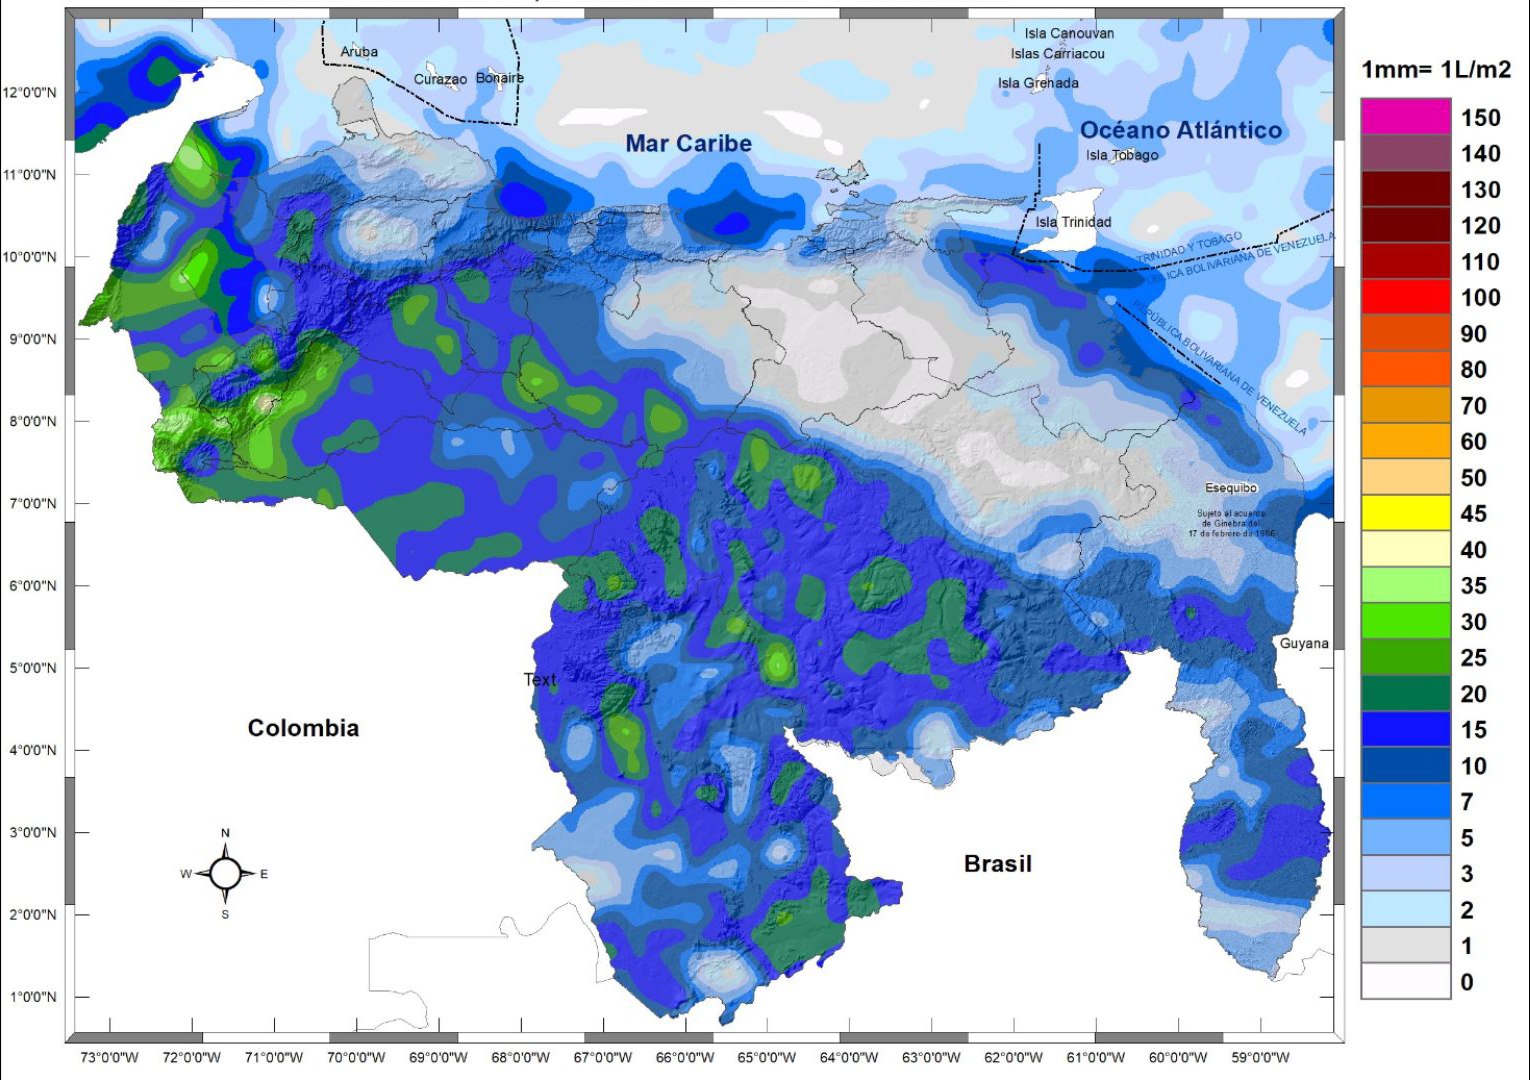 1mm= 1L/m2
150
140
130
120
110
100
90
80
70
60
50
45
40
35
30
25
20
15
10
7
5
3
2
1
0
Aruba
Curazao
Bonaire
Isla Canouvan
Islas Carriacou
Isla Grenada
Mar Caribe
Océano Atlántico
Isla Tobago
Isla Trinidad
TRINIDAD Y TOBAGO
ICA BOLIVARIANA DE VENEZUELA
REPÚBLICA BOLIVARIANA DE VENEZUELA
Esequibo
Sujeto al acuerdo
de Ginebra del
17 de febrero de 1966
Guyana
Text
Colombia
Brasil
N
W
E
S
12°0'0"N
11°0'0"N
10°0'0"N
9°0'0"N
8°0'0"N
7°0'0"N
6°0'0"N
5°0'0"N
4°0'0"N
3°0'0"N
2°0'0"N
1°0'0"N
73°0'0"W
72°0'0"W
71°0'0"W
70°0'0"W
69°0'0"W
68°0'0"W
67°0'0"W
66°0'0"W
65°0'0"W
64°0'0"W
63°0'0"W
62°0'0"W
61°0'0"W
60°0'0"W
59°0'0"W